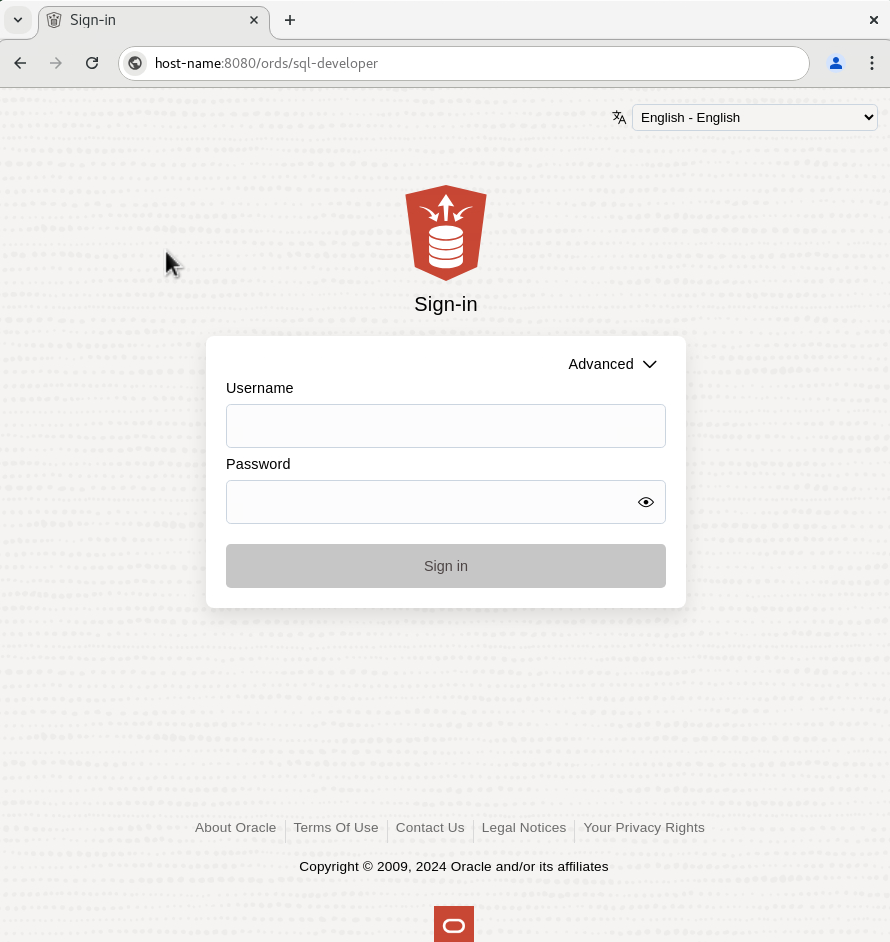 Sign-in
host-name:8080/ords/sql-developer
English - English
Sign-in
Advanced
Username
Password
Sign in
About Oracle Terms Of Use Contact Us Legal Notices Your Privacy Rights
Copyright © 2009, 2024 Oracle and/or its affiliates